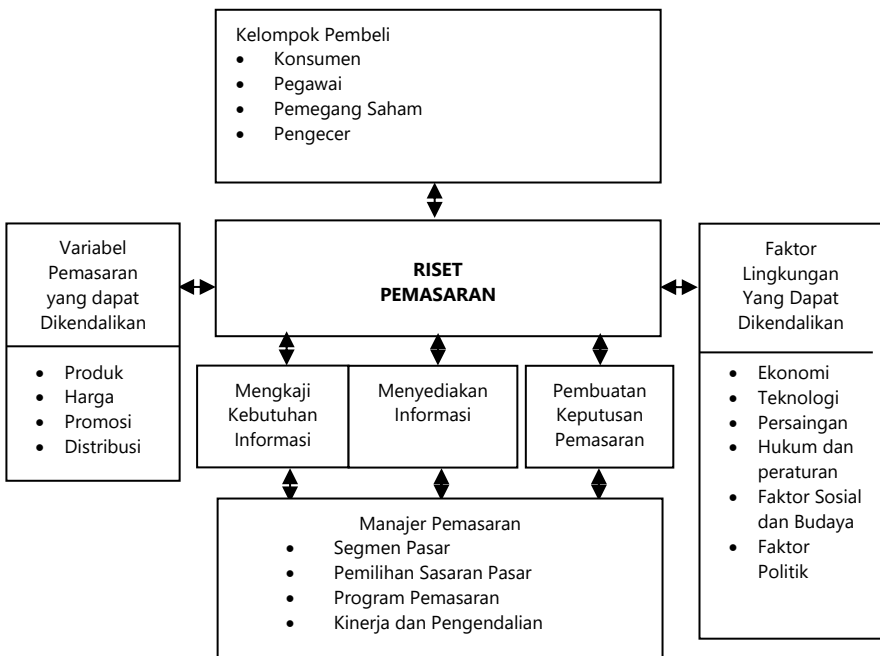 Kelompok Pembeli
• Konsumen
• Pegawai
• Pemegang Saham
• Pengecer
Variabel
Pemasaran
yang dapat
Dikendalikan
• Produk
• Harga
• Promosi
• Distribusi
RISET
PEMASARAN
Faktor
Lingkungan
Yang Dapat
Dikendalikan
• Ekonomi
• Teknologi
• Persaingan
• Hukum dan
peraturan
• Faktor Sosial
dan Budaya
• Faktor
Politik
Mengkaji
Kebutuhan
Informasi
Menyediakan
Informasi
Pembuatan
Keputusan
Pemasaran
Manajer Pemasaran
• Segmen Pasar
• Pemilihan Sasaran Pasar
• Program Pemasaran
• Kinerja dan Pengendalian